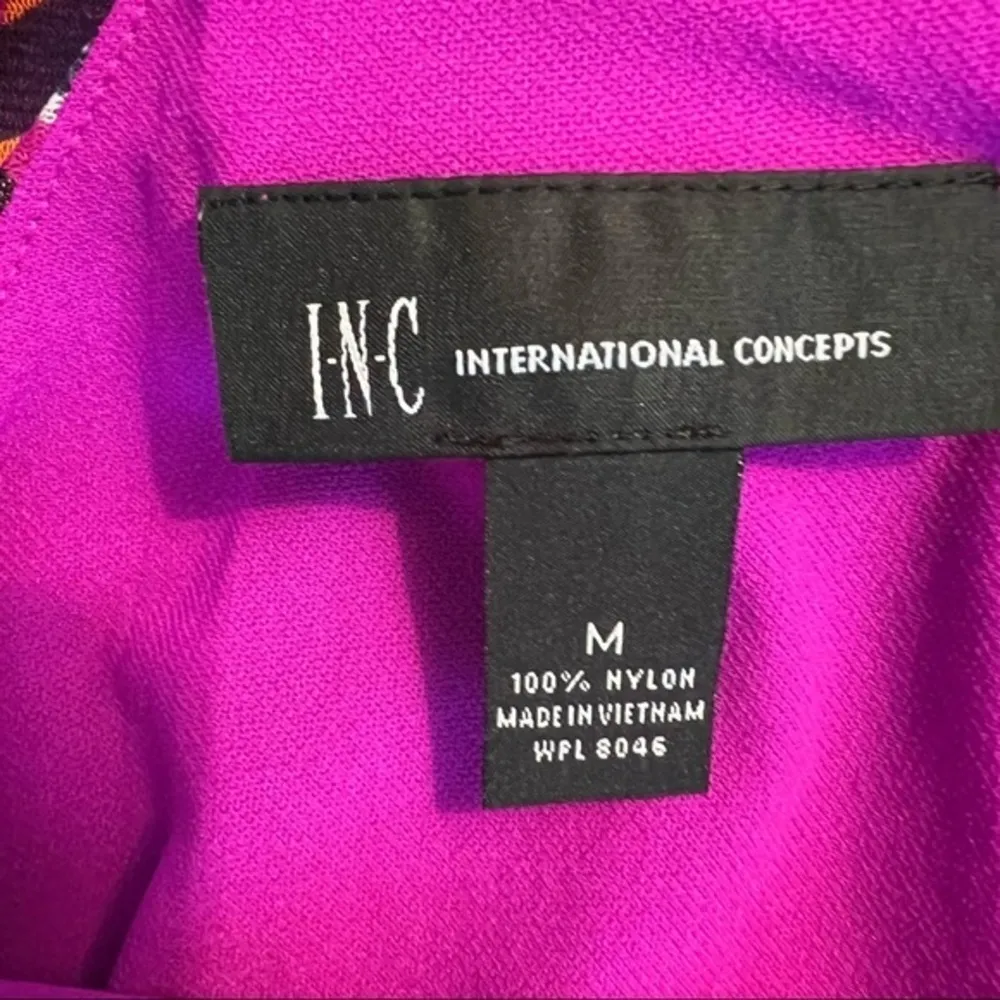 I-N-C INTERNATIONAL CONCEPTS
M
100% NYLON
MADE IN VIETNAM
WPL 8046